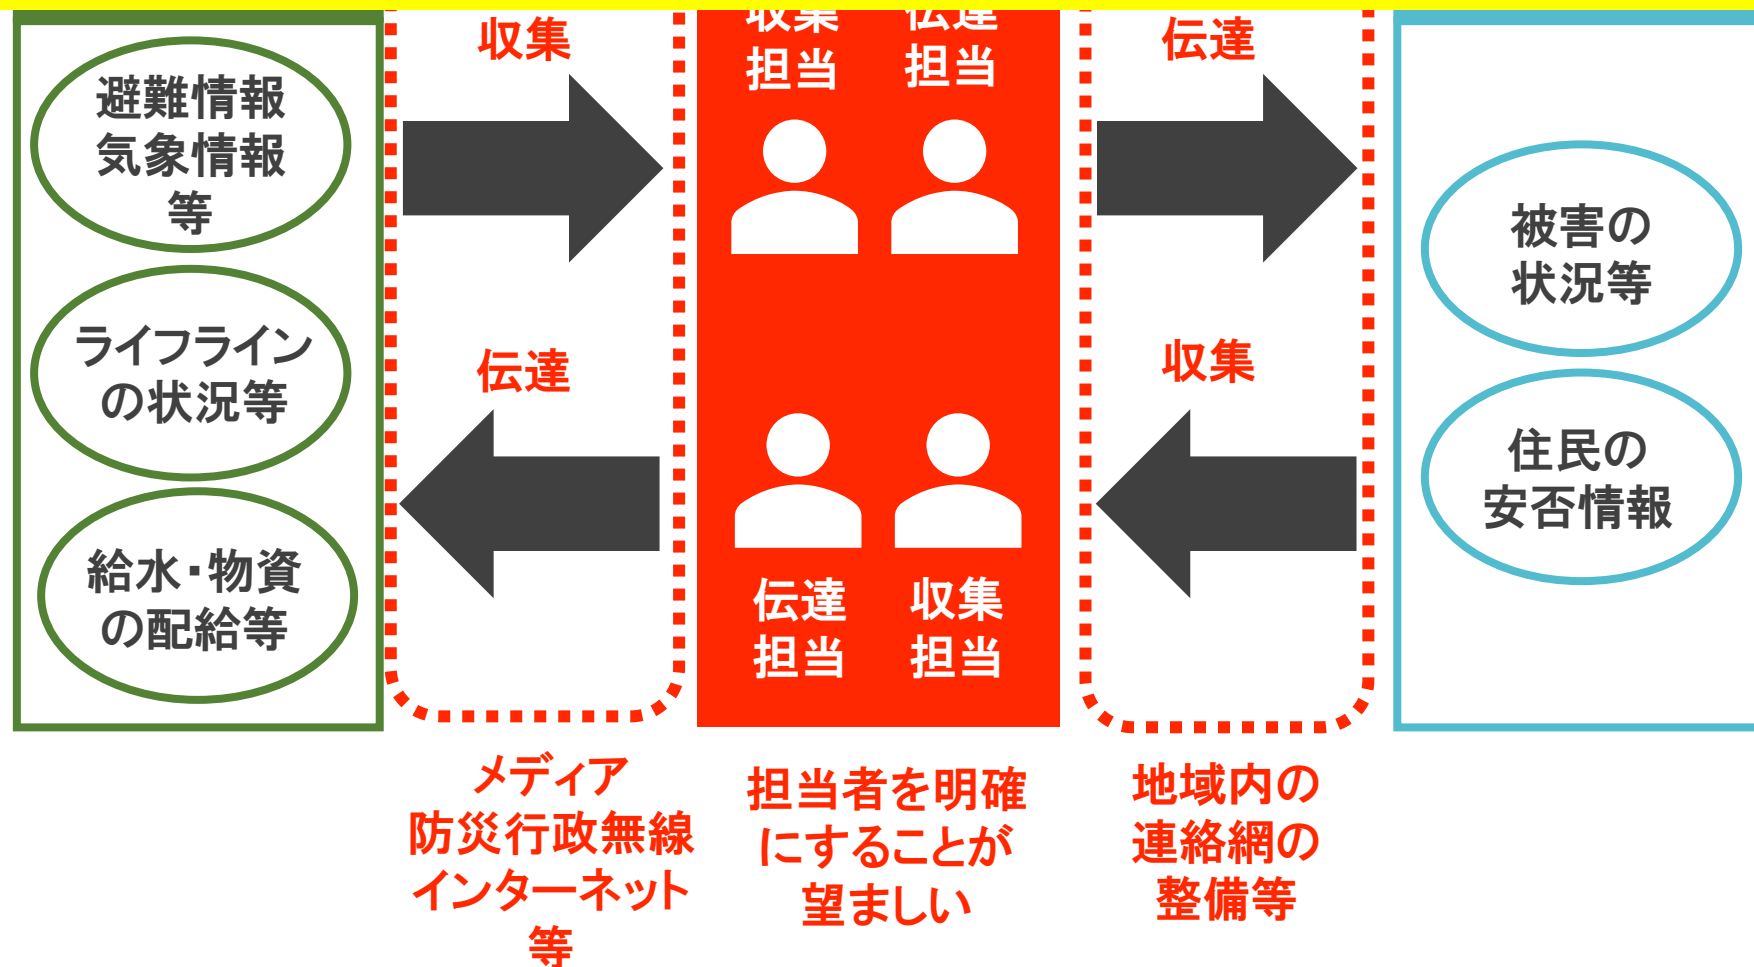 避難情報
気象情報
等
ライフライン
の状況等
給水・物資
の配給等
収集
伝達
メディア
防災行政無線
インターネット
等
収集
担当
伝達
担当
伝達
担当
収集
担当
担当者を明確
にすることが
望ましい
伝達
収集
地域内の
連絡網の
整備等
被害の
状況等
住民の
安否情報